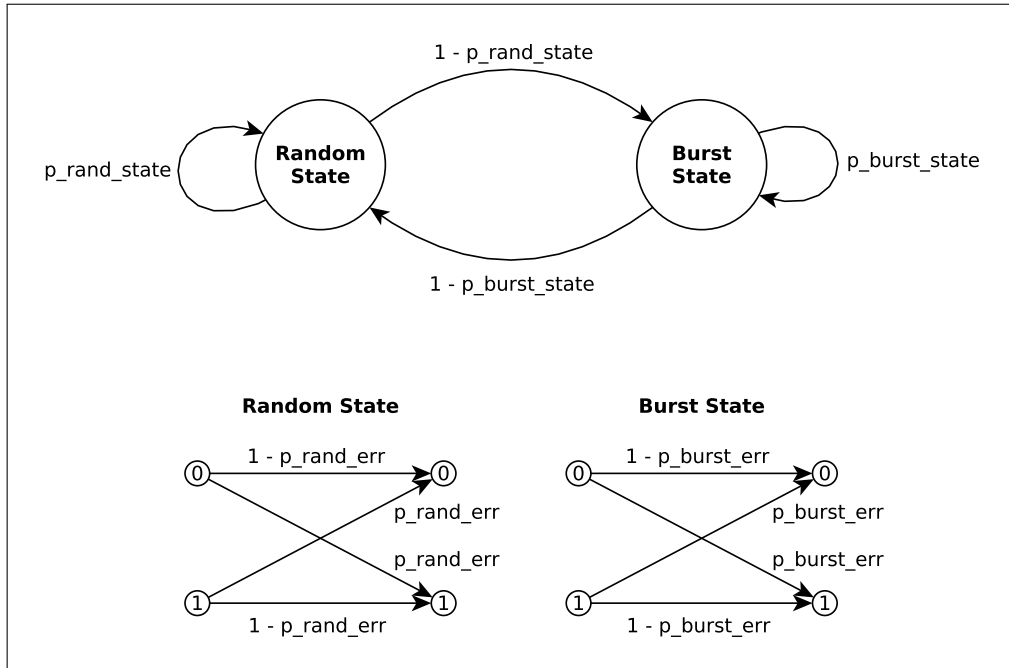 1 - p_rand_state
Random
State
Burst
State
p_rand_state
p_burst_state
1 - p_burst_state
Random State
Burst State
1 - p_rand_err
1 - p_burst_err
0
0
0
0
p_rand_err
p_burst_err
p_rand_err
p_burst_err
1
1
1
1
1 - p_rand_err
1 - p_burst_err